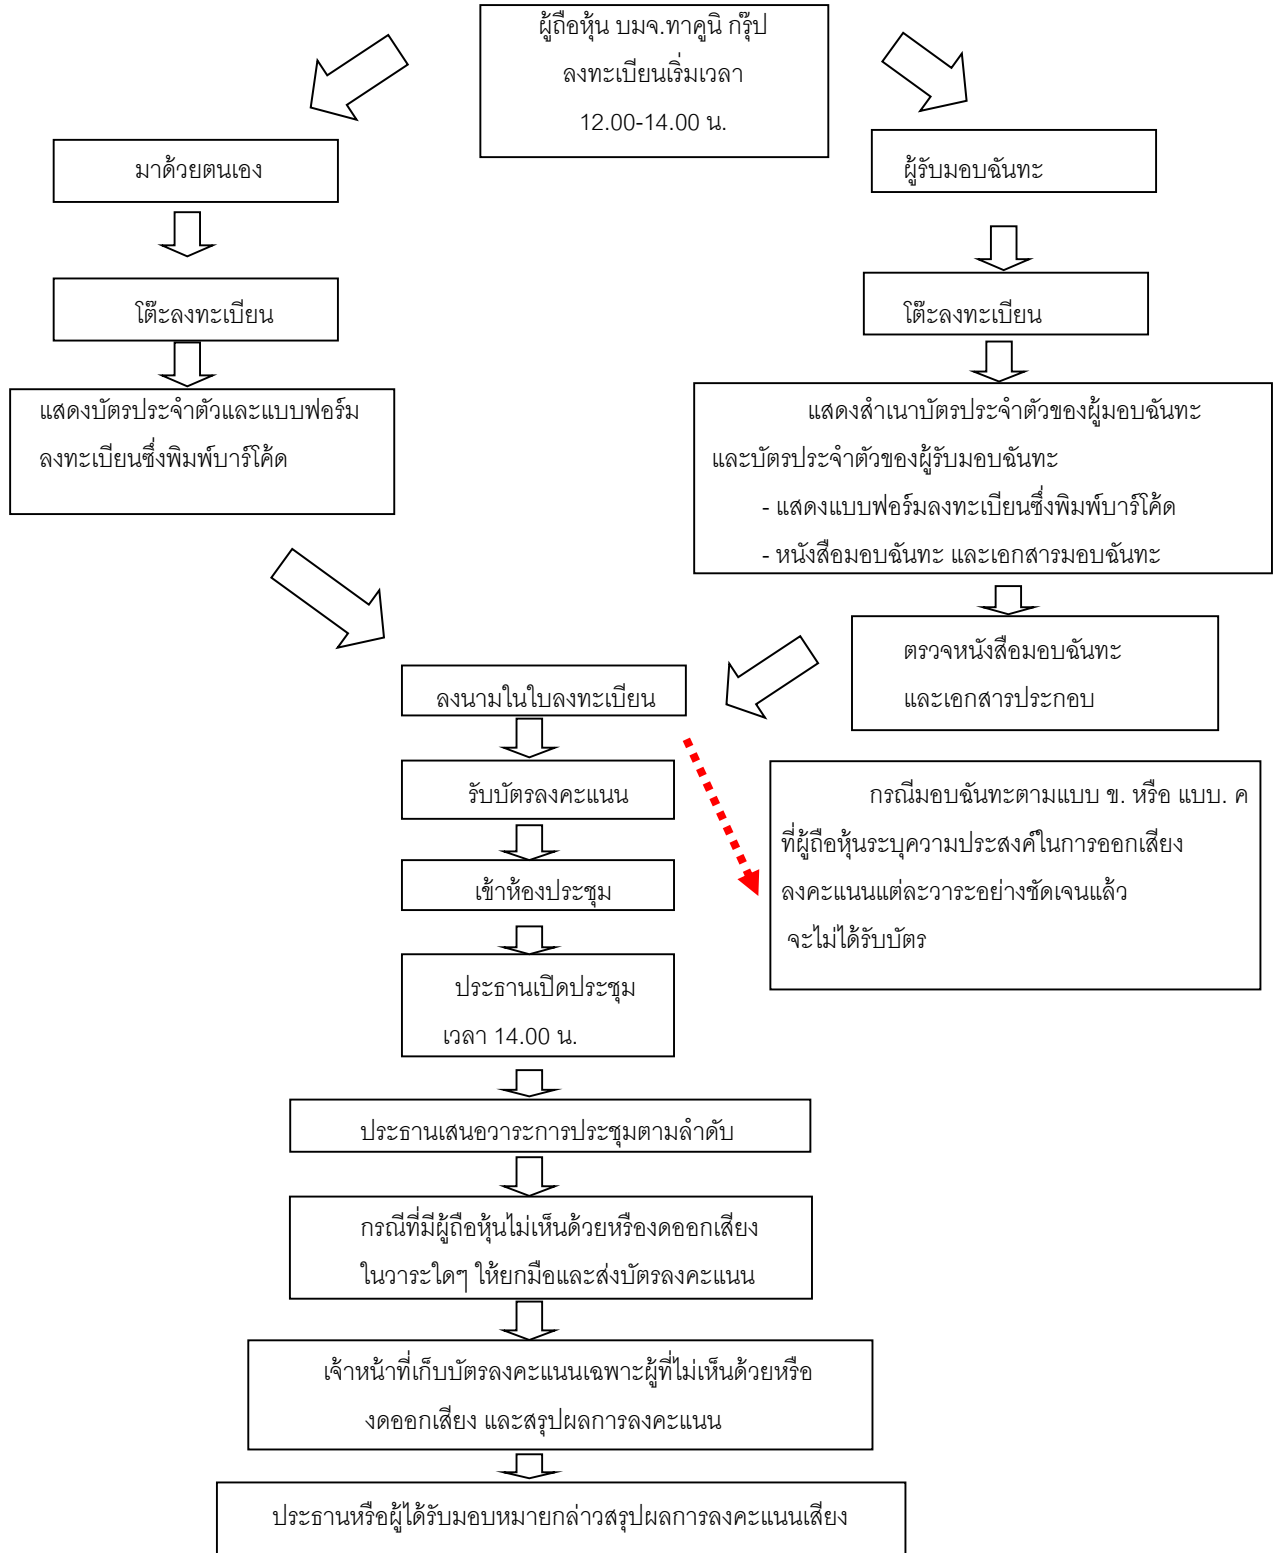 ผู้ถือหุ้น บมจ.ทาคูนิ กรุ๊ป
ลงทะเบียนเริ่มเวลา
12.00-14.00 น.
มาด้วยตนเอง
ผู้รับมอบฉันทะ
โต๊ะลงทะเบียน
โต๊ะลงทะเบียน
แสดงบัตรประจำตัวและแบบฟอร์ม
ลงทะเบียนซึ่งพิมพ์บาร์โค้ด
แสดงสำเนาบัตรประจำตัวของผู้มอบฉันทะ
และบัตรประจำตัวของผู้รับมอบฉันทะ
- แสดงแบบฟอร์มลงทะเบียนซึ่งพิมพ์บาร์โค้ด
- หนังสือมอบฉันทะ และเอกสารมอบฉันทะ
ตรวจหนังสือมอบฉันทะ
และเอกสารประกอบ
ลงนามในใบลงทะเบียน
รับบัตรลงคะแนน
กรณีมอบฉันทะตามแบบ ข. หรือ แบบ. ค
ที่ผู้ถือหุ้นระบุความประสงค์ในการออกเสียง
ลงคะแนนแต่ละวาระอย่างชัดเจนแล้ว
จะไม่ได้รับบัตร
เข้าห้องประชุม
ประธานเปิดประชุม
เวลา 14.00 น.
ประธานเสนอวาระการประชุมตามลำดับ
กรณีที่มีผู้ถือหุ้นไม่เห็นด้วยหรืองดออกเสียง
ในวาระใดๆ ให้ยกมือและส่งบัตรลงคะแนน
เจ้าหน้าที่เก็บบัตรลงคะแนนเฉพาะผู้ที่ไม่เห็นด้วยหรือ
งดออกเสียง และสรุปผลการลงคะแนน
ประธานหรือผู้ได้รับมอบหมายกล่าวสรุปผลการลงคะแนนเสียง